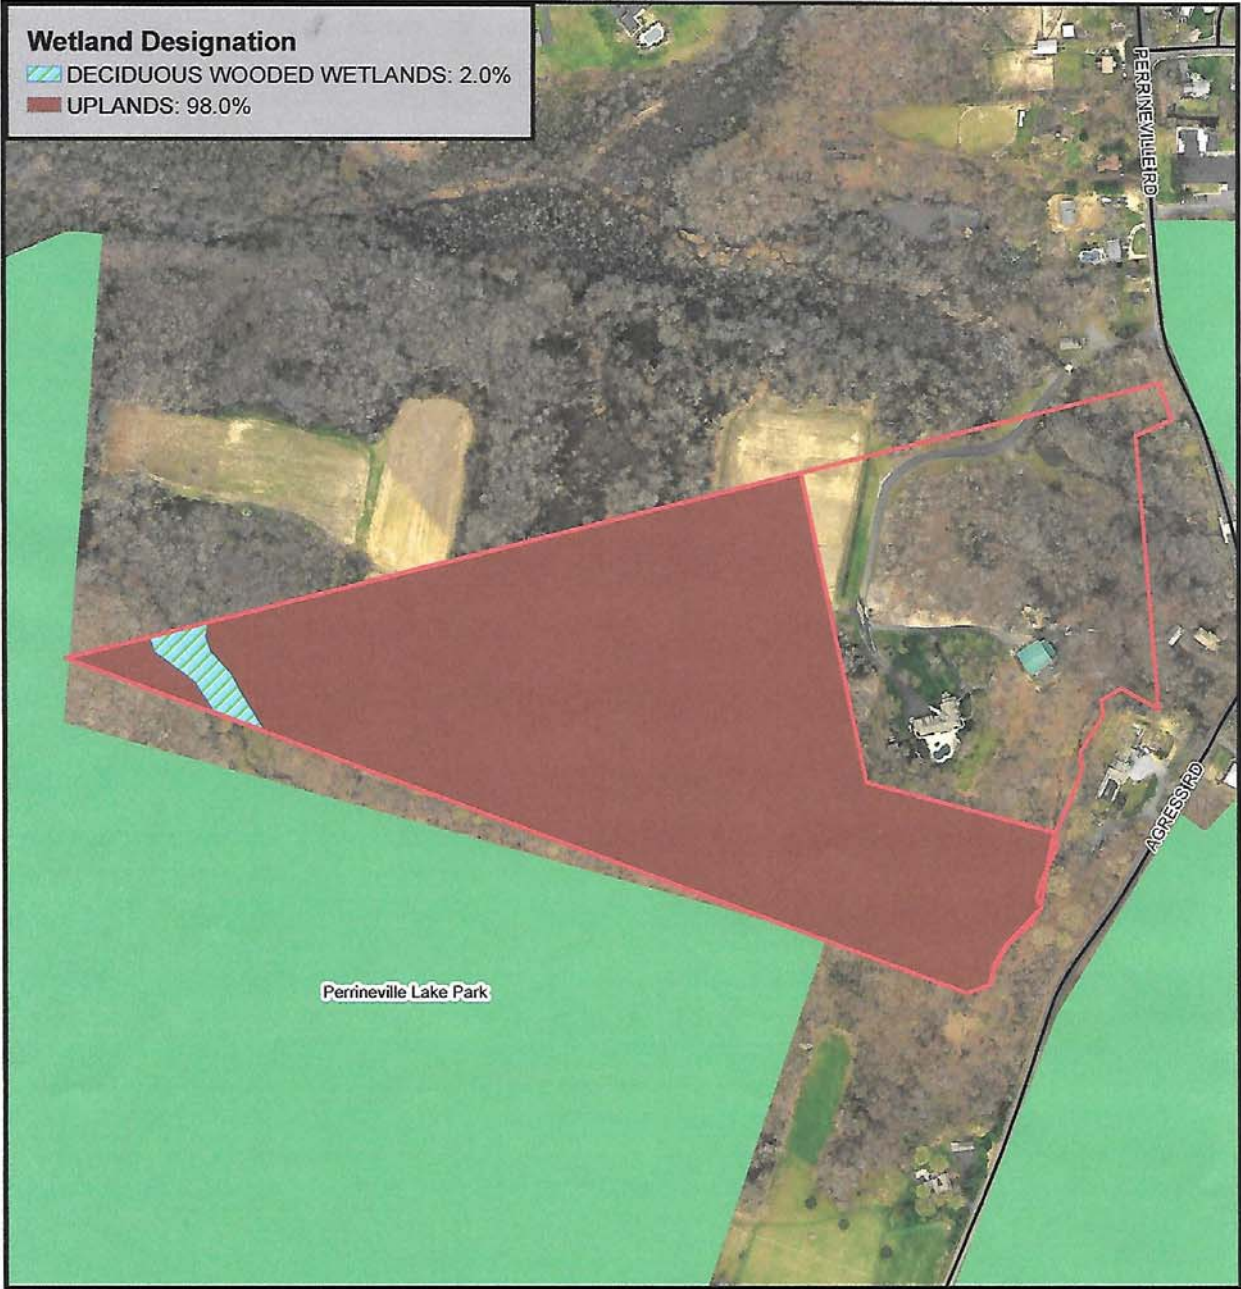 Wetland Designation
DECIDUOUS WOODED WETLANDS: 2.0%
UPLANDS: 98.0%
PERRINEVILLE RD
AGRESS RD
Perrineville Lake Park